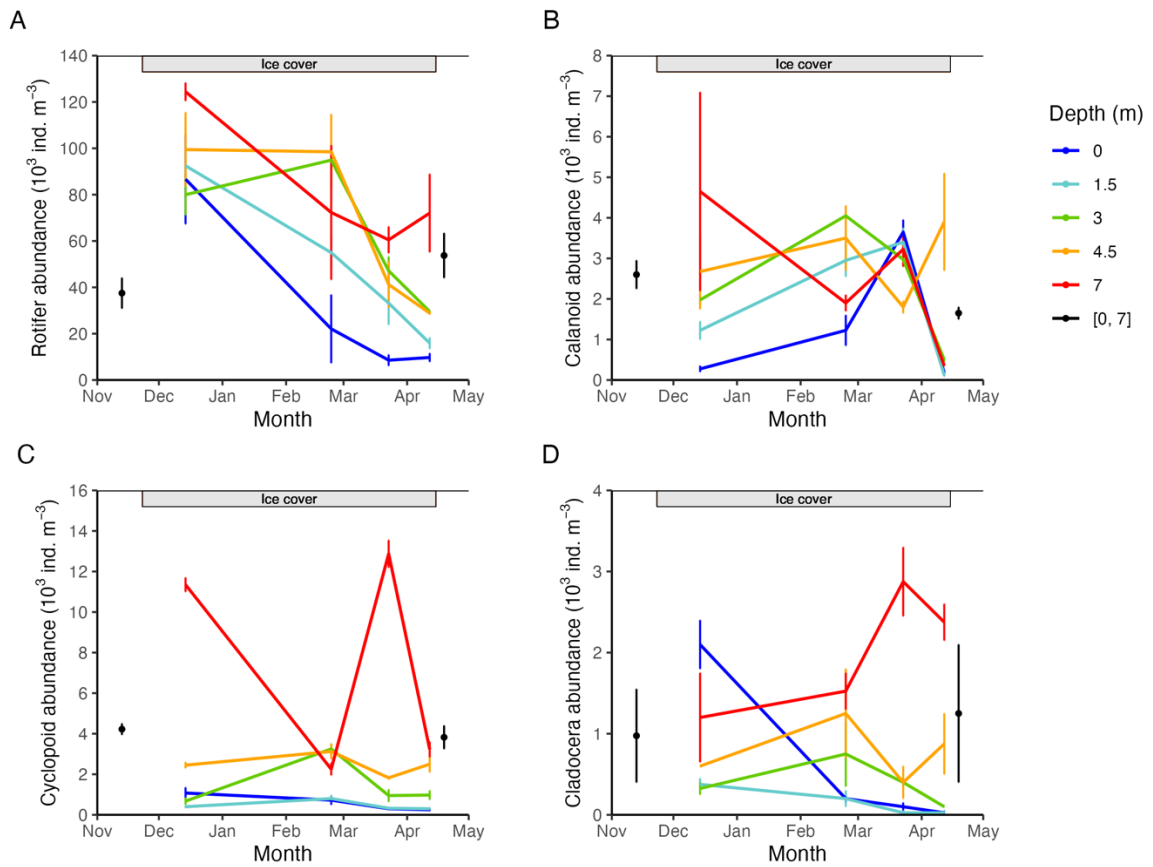 A
Rotifer abundance (10³ ind. m⁻³)
140
120
100
80
60
40
20
0
Ice cover
Nov Dec Jan Feb Mar Apr May
Month
B
Calanoid abundance (10³ ind. m⁻³)
8
7
6
5
4
3
2
1
0
Ice cover
Nov Dec Jan Feb Mar Apr May
Month
Depth (m)
0
1.5
3
4.5
7
[0, 7]
C
Cyclopoid abundance (10³ ind. m⁻³)
16
14
12
10
8
6
4
2
0
Ice cover
Nov Dec Jan Feb Mar Apr May
Month
D
Cladocera abundance (10³ ind. m⁻³)
4
3
2
1
0
Ice cover
Nov Dec Jan Feb Mar Apr May
Month